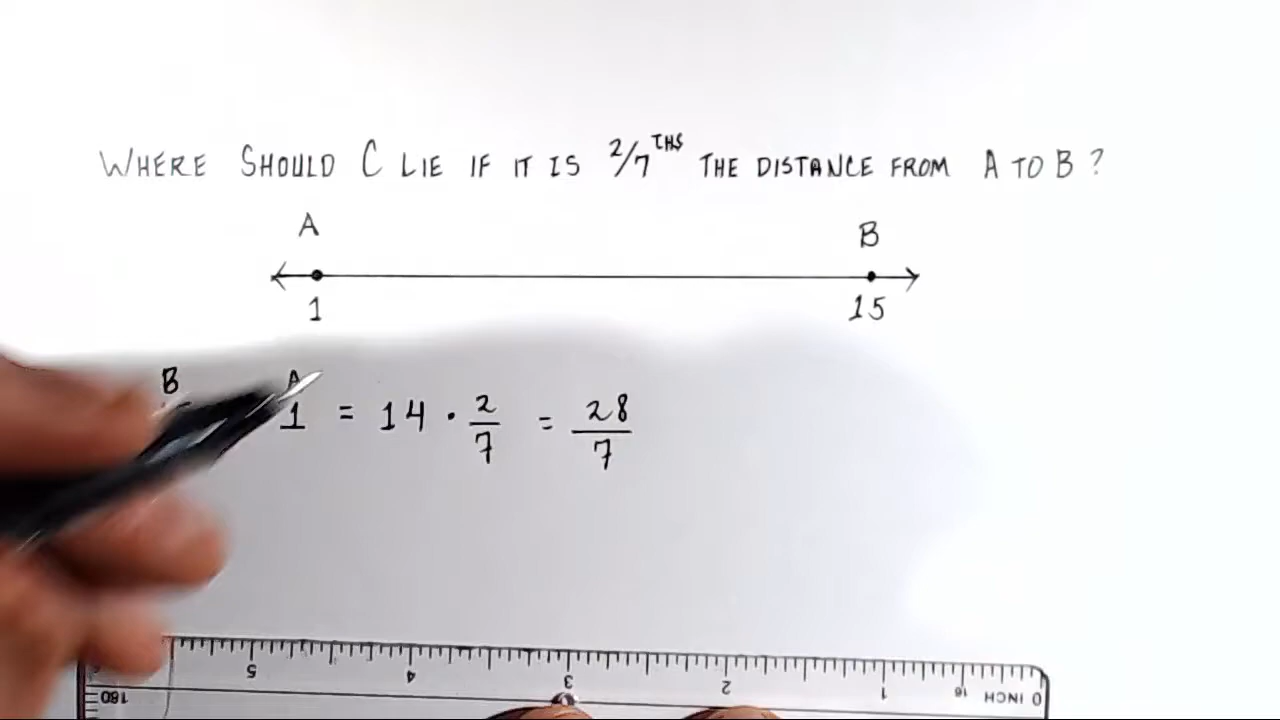 WHERE SHOULD C LIE IF IT IS 2/7THS THE DISTANCE FROM A TO B?
A B
1 15
B A
1 = 14 · 2/7 = 28/7
5 4 3 2 1 16 0 INCH
180